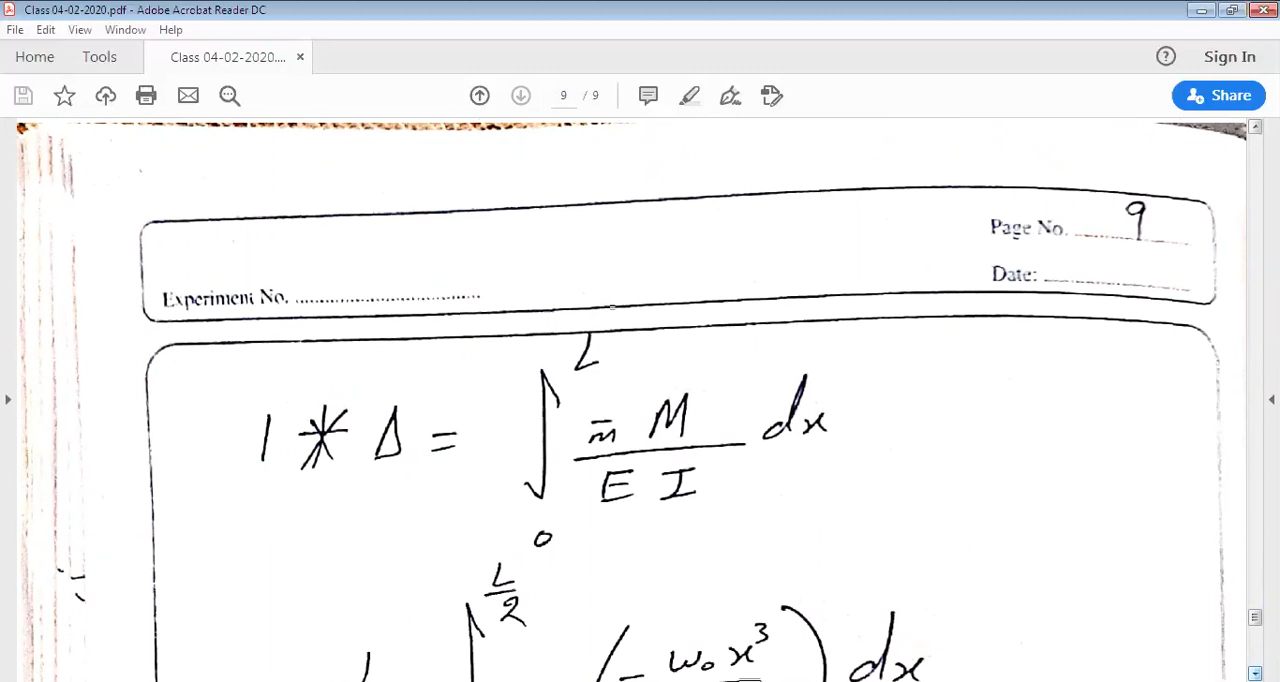 Class 04-02-2020.pdf - Adobe Acrobat Reader DC
File Edit View Window Help
Home Tools Class 04-02-2020.... ×
Sign In
9 / 9
Share
Page No. 9
Date:
Experiment No.
L
1 * Δ = ∫ m̄ M dx
E I
0
L
2
(- w₀ x³ ) dx